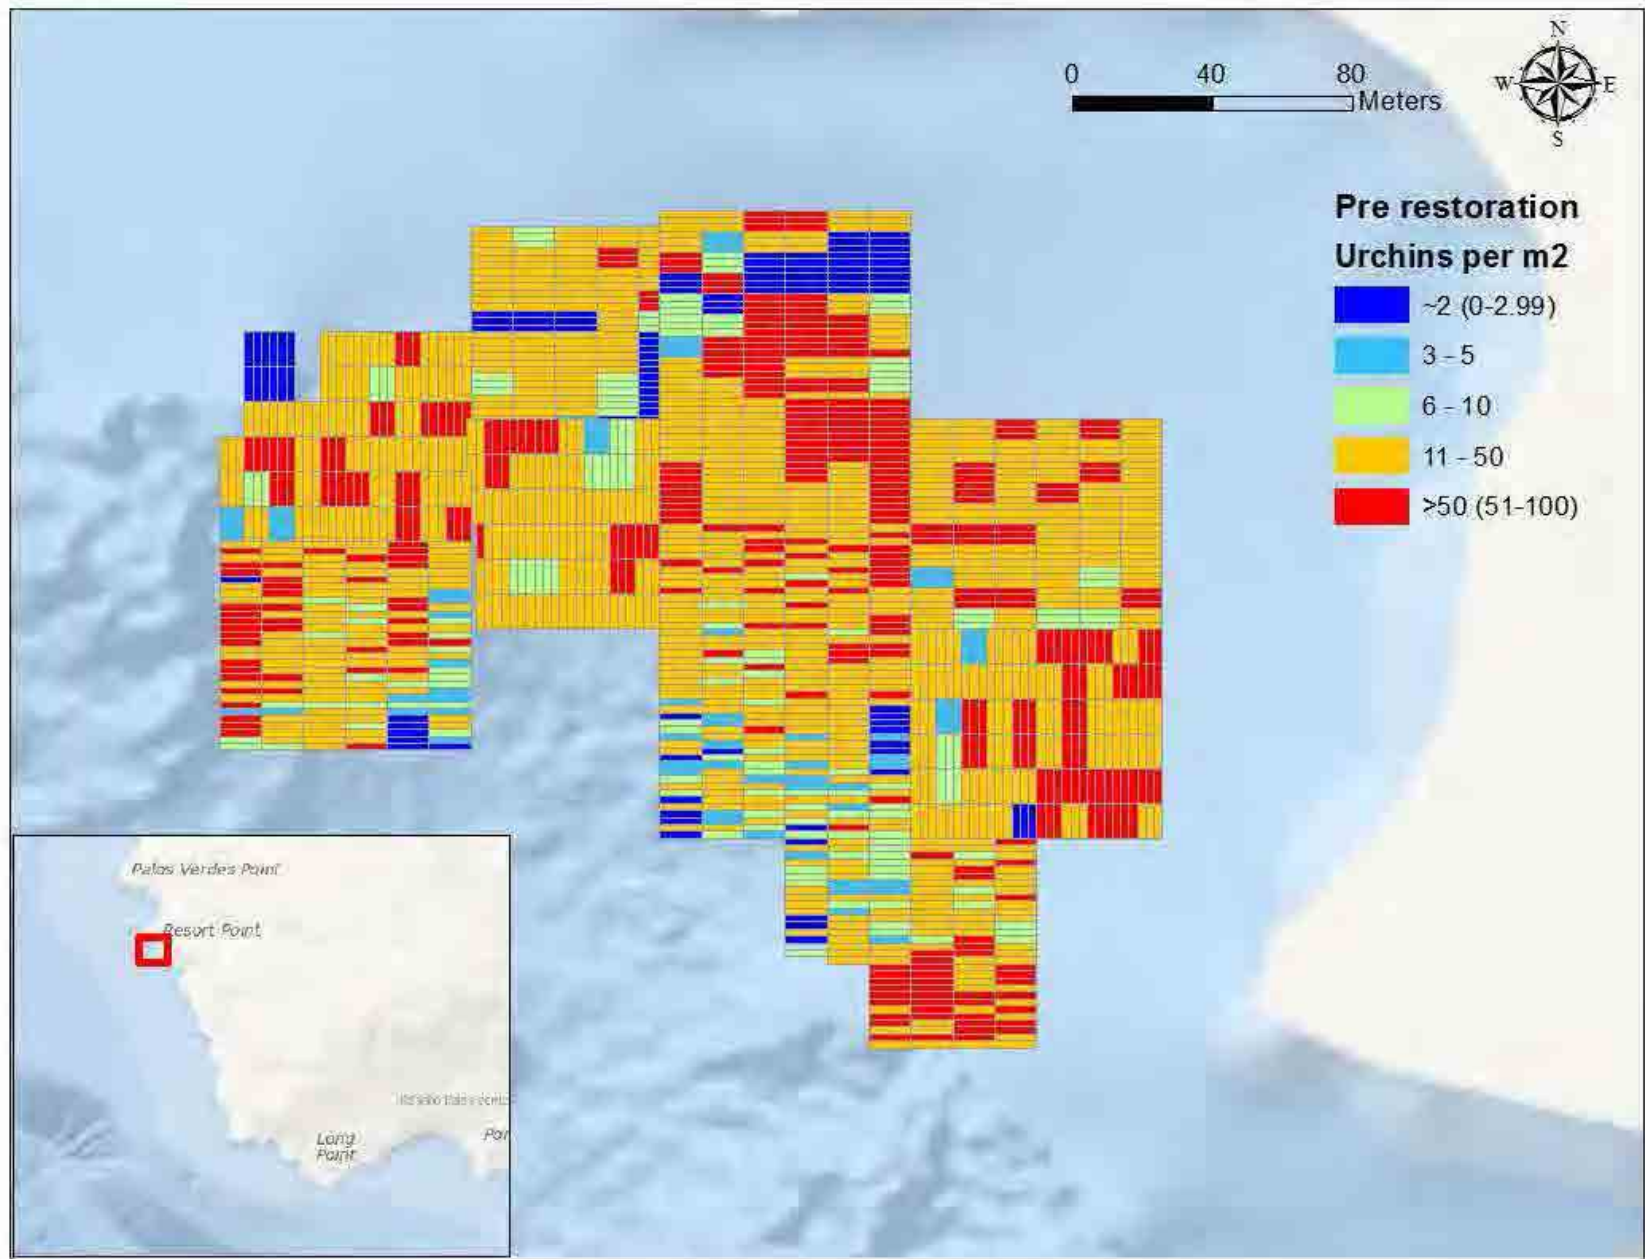 N
0 40 80
W E
Meters
S
Pre restoration
Urchins per m2
~2 (0-2.99)
3 - 5
6 - 10
11 - 50
>50 (51-100)
Palos Verdes Point
Resort Point
Long
Point